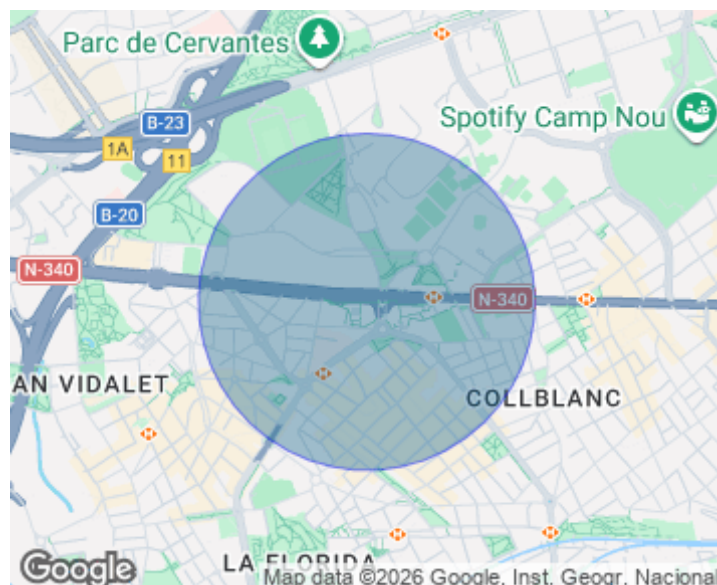 Parc de Cervantes
Spotify Camp Nou
B-23
1A
11
B-20
N-340
N-340
AN VIDALET
COLLBLANC
LA FLORIDA
Google
Map data ©2026 Google, Inst. Geogr. Nacional